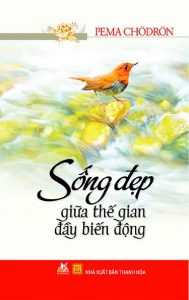 PEMA CHÖDRÖN
Sống đẹp
giữa thế gian
đầy biến động
NHÀ XUẤT BẢN THANH HÓA